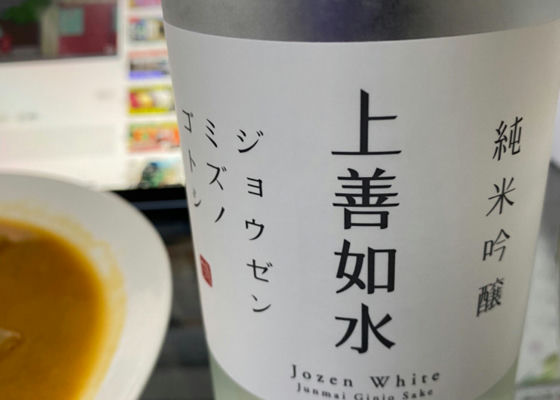 純米吟醸
上善如水
ジョウゼン
ミズノ
ゴトシ
Jozen White
Junmai Ginjo Sake